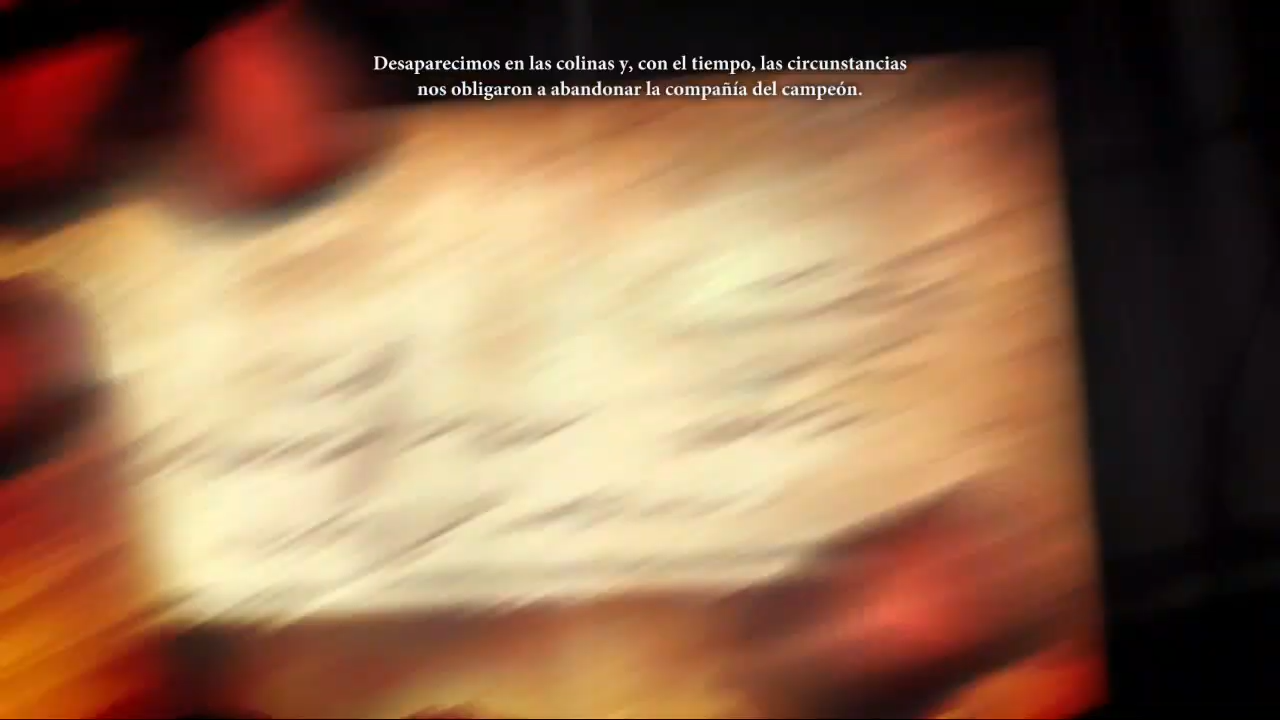 Desaparecimos en las colinas y, con el tiempo, las circunstancias
nos obligaron a abandonar la compañía del campeón.